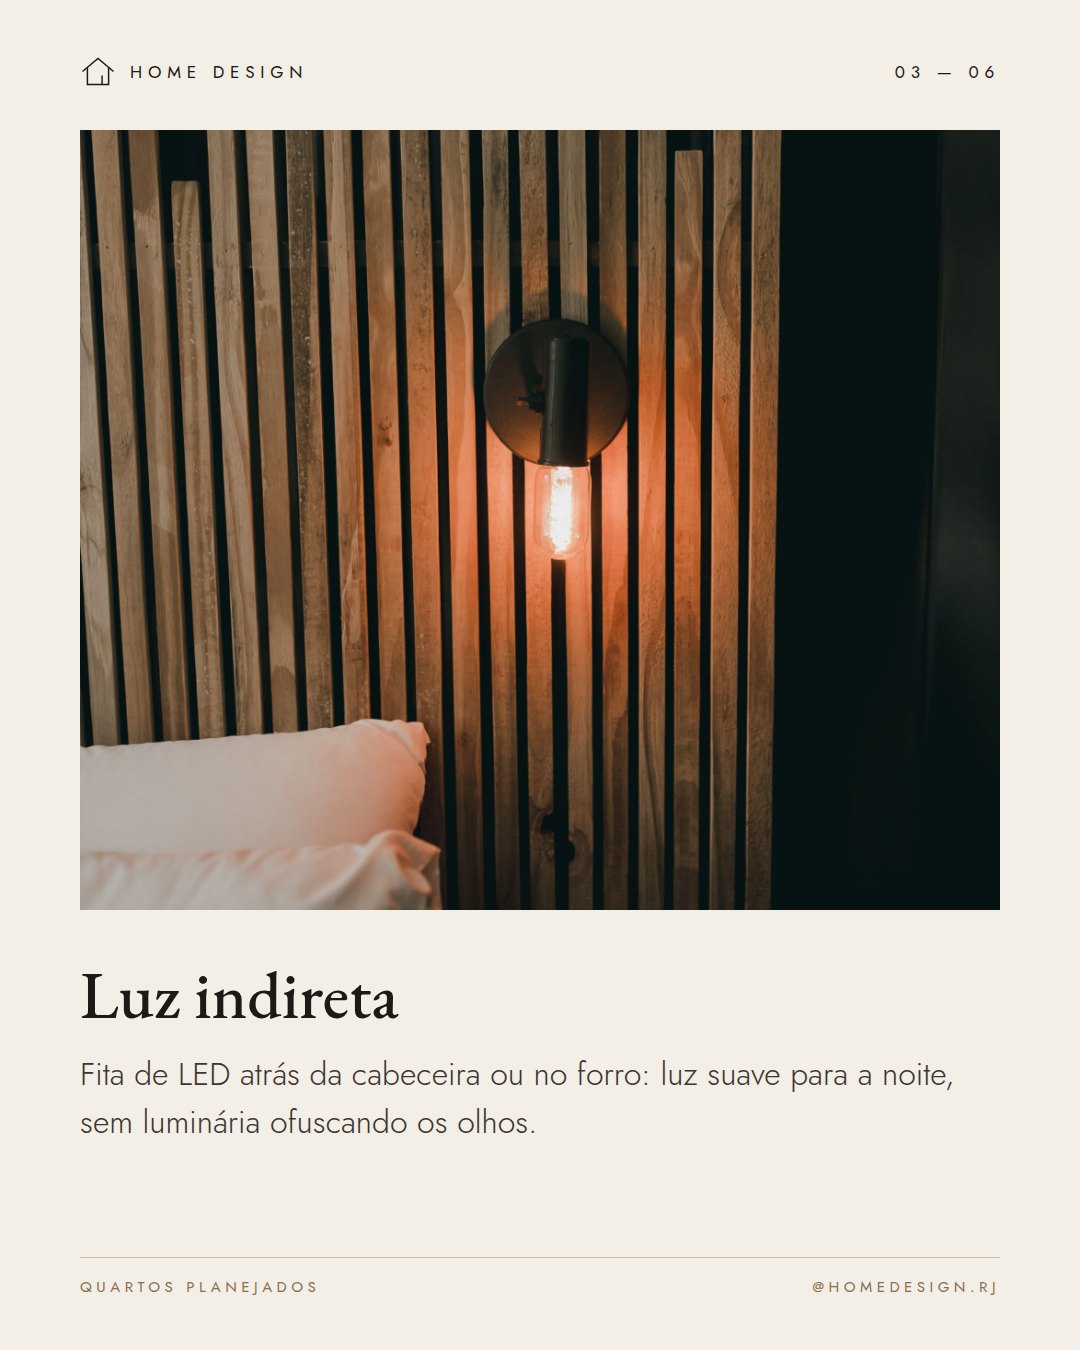 HOME DESIGN
03 — 06
Luz indireta
Fita de LED atrás da cabeceira ou no forro: luz suave para a noite,
sem luminária ofuscando os olhos.
QUARTOS PLANEJADOS
@HOMEDESIGN.RJ